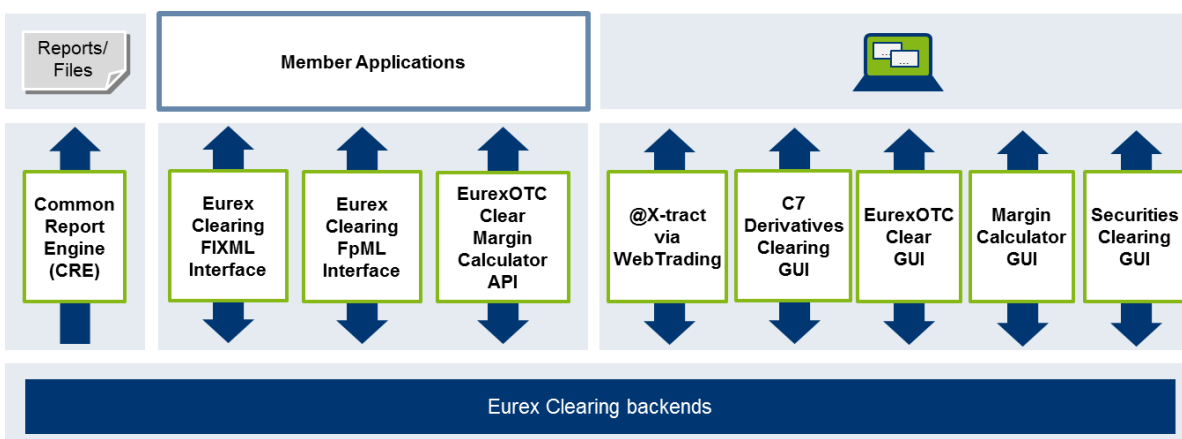 Reports/
Files
Member Applications
...
...
Common
Report
Engine
(CRE)
Eurex
Clearing
FIXML
Interface
Eurex
Clearing
FpML
Interface
EurexOTC
Clear
Margin
Calculator
API
@X-tract
via
WebTrading
C7
Derivatives
Clearing
GUI
EurexOTC
Clear
GUI
Margin
Calculator
GUI
Securities
Clearing
GUI
Eurex Clearing backends